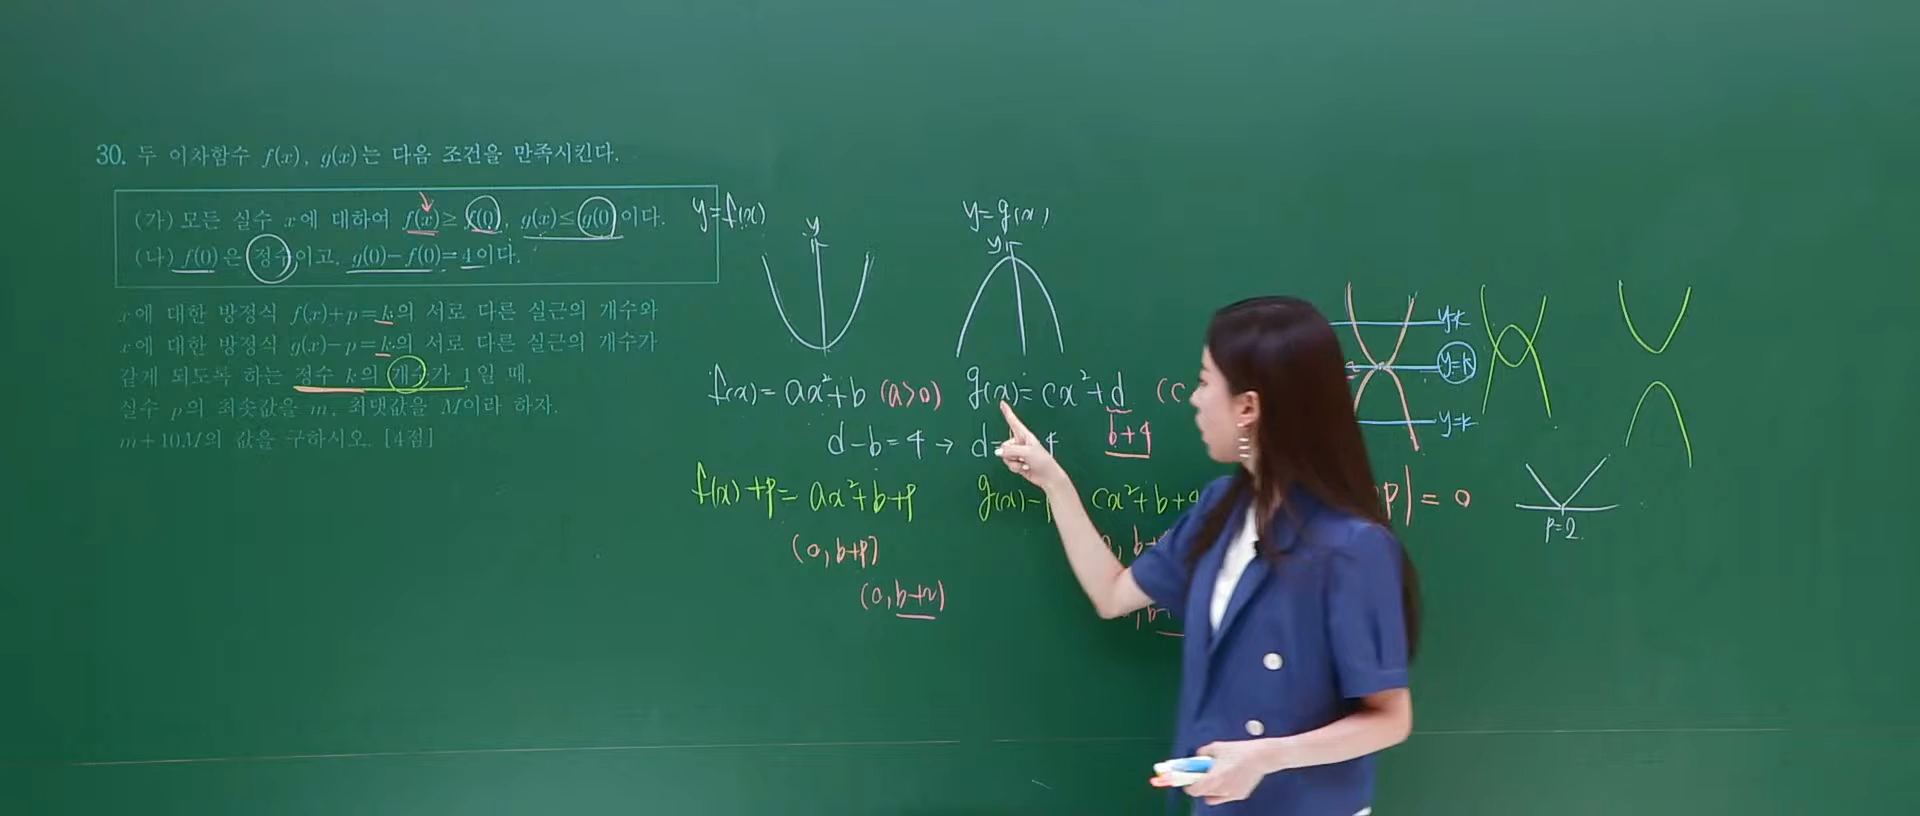 30. 두 이차함수 f(x), g(x)는 다음 조건을 만족시킨다.
(가) 모든 실수 x에 대하여 f(x)≥f(0), g(x)≤g(0)이다.
(나) f(0)은 정수이고, g(0)-f(0)=4이다.
x에 대한 방정식 f(x)+p=k의 서로 다른 실근의 개수와
x에 대한 방정식 g(x)-p=k의 서로 다른 실근의 개수가
같게 되도록 하는 정수 k의 개수가 1일 때,
실수 p의 최솟값을 m, 최댓값을 M이라 하자.
m+10M의 값을 구하시오. [4점]
y=f(x)
y
f(x)=ax²+b (a>0)
d-b=4 → d=
f(x)+p= ax²+b+p
(0, b+p)
(0, b+2)
y=g(x)
y
g(x)=cx²+d (c
b+4
g(x)- cx²+b+4
y=k
y=k
y=k
p|=0
p=2